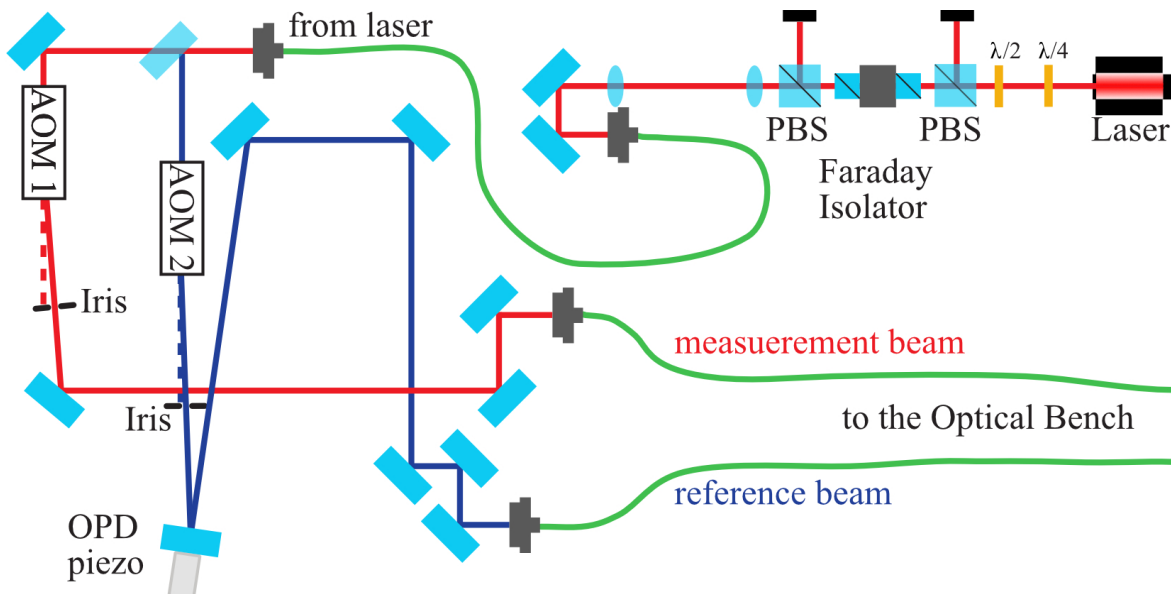 from laser
λ/2
λ/4
PBS
PBS
Laser
Faraday
Isolator
AOM 1
AOM 2
Iris
measuerement beam
Iris
to the Optical Bench
reference beam
OPD
piezo